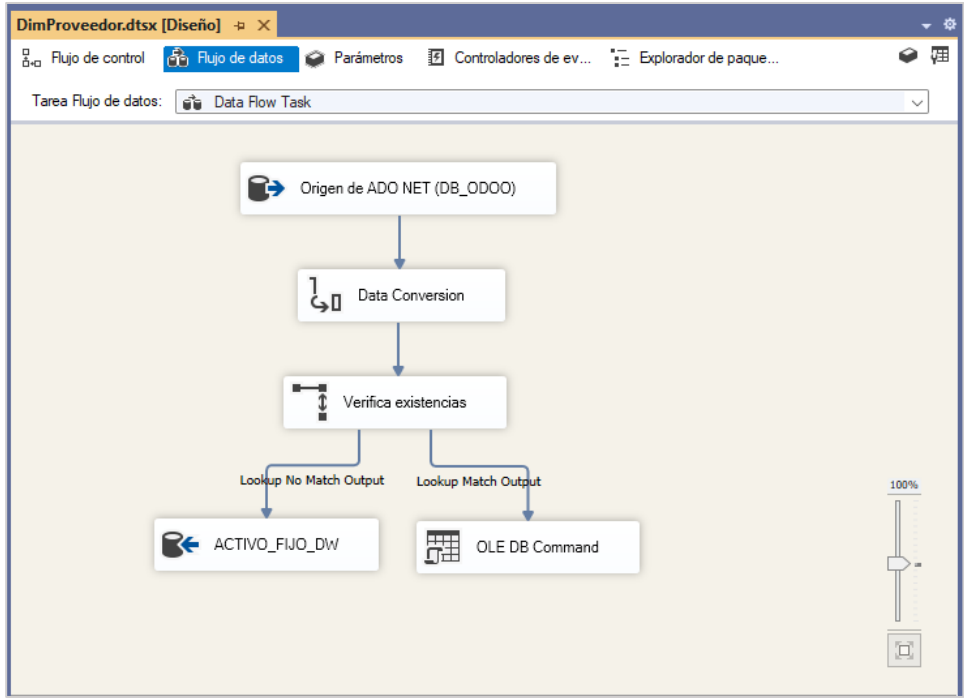 DimProveedor.dtsx [Diseño]
Flujo de control Flujo de datos Parámetros Controladores de ev... Explorador de paque...
Tarea Flujo de datos: Data Flow Task
Origen de ADO NET (DB_ODOO)
Data Conversion
Verifica existencias
Lookup No Match Output Lookup Match Output
100%
ACTIVO_FIJO_DW OLE DB Command